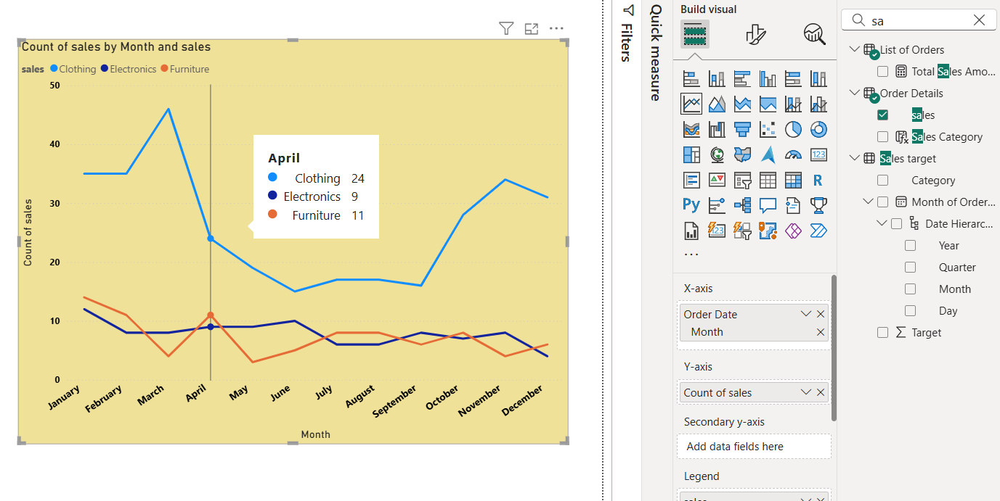 Count of sales by Month and sales
sales Clothing Electronics Furniture
50
40
30
20
10
0
Count of sales
April
Clothing 24
Electronics 9
Furniture 11
January
February
March
April
May
June
July
August
September
October
November
December
Month
Filters
Quick measure
Build visual
123
R
Py
123
...
X-axis
Order Date
Month
Y-axis
Count of sales
Secondary y-axis
Add data fields here
Legend
sa
List of Orders
Total Sales Amo...
Order Details
sales
Sales Category
Sales target
Category
Month of Order...
Date Hierarc...
Year
Quarter
Month
Day
Σ Target